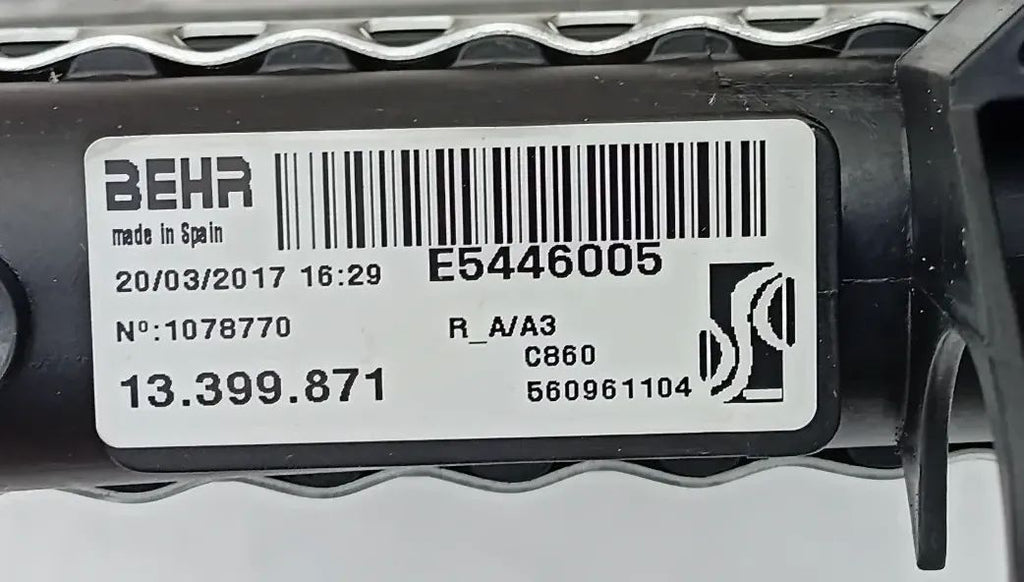 BEHR
made in Spain
20/03/2017 16:29
E5446005
Nº:1078770
R_A/A3
C860
13.399.871
560961104